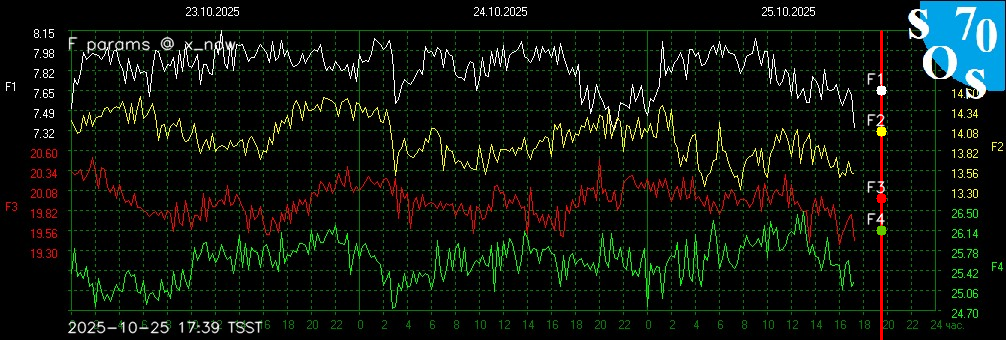 23.10.2025 24.10.2025 25.10.2025
SOS 70
F params @ x_now
8.15
7.98
7.82
7.65
7.49
7.32
F1
20.60
20.34
20.08
19.82
19.56
19.30
F3
F1
F2
F3
F4
14.34
14.08
13.82
13.56
13.30
F2
26.50
26.14
25.78
25.42
25.06
24.70
F4
2025-10-25 17:39 TSST
16 18 20 22 0 2 4 6 8 10 12 14 16 18 20 22 0 2 4 6 8 10 12 14 16 18 20 22 24 час.